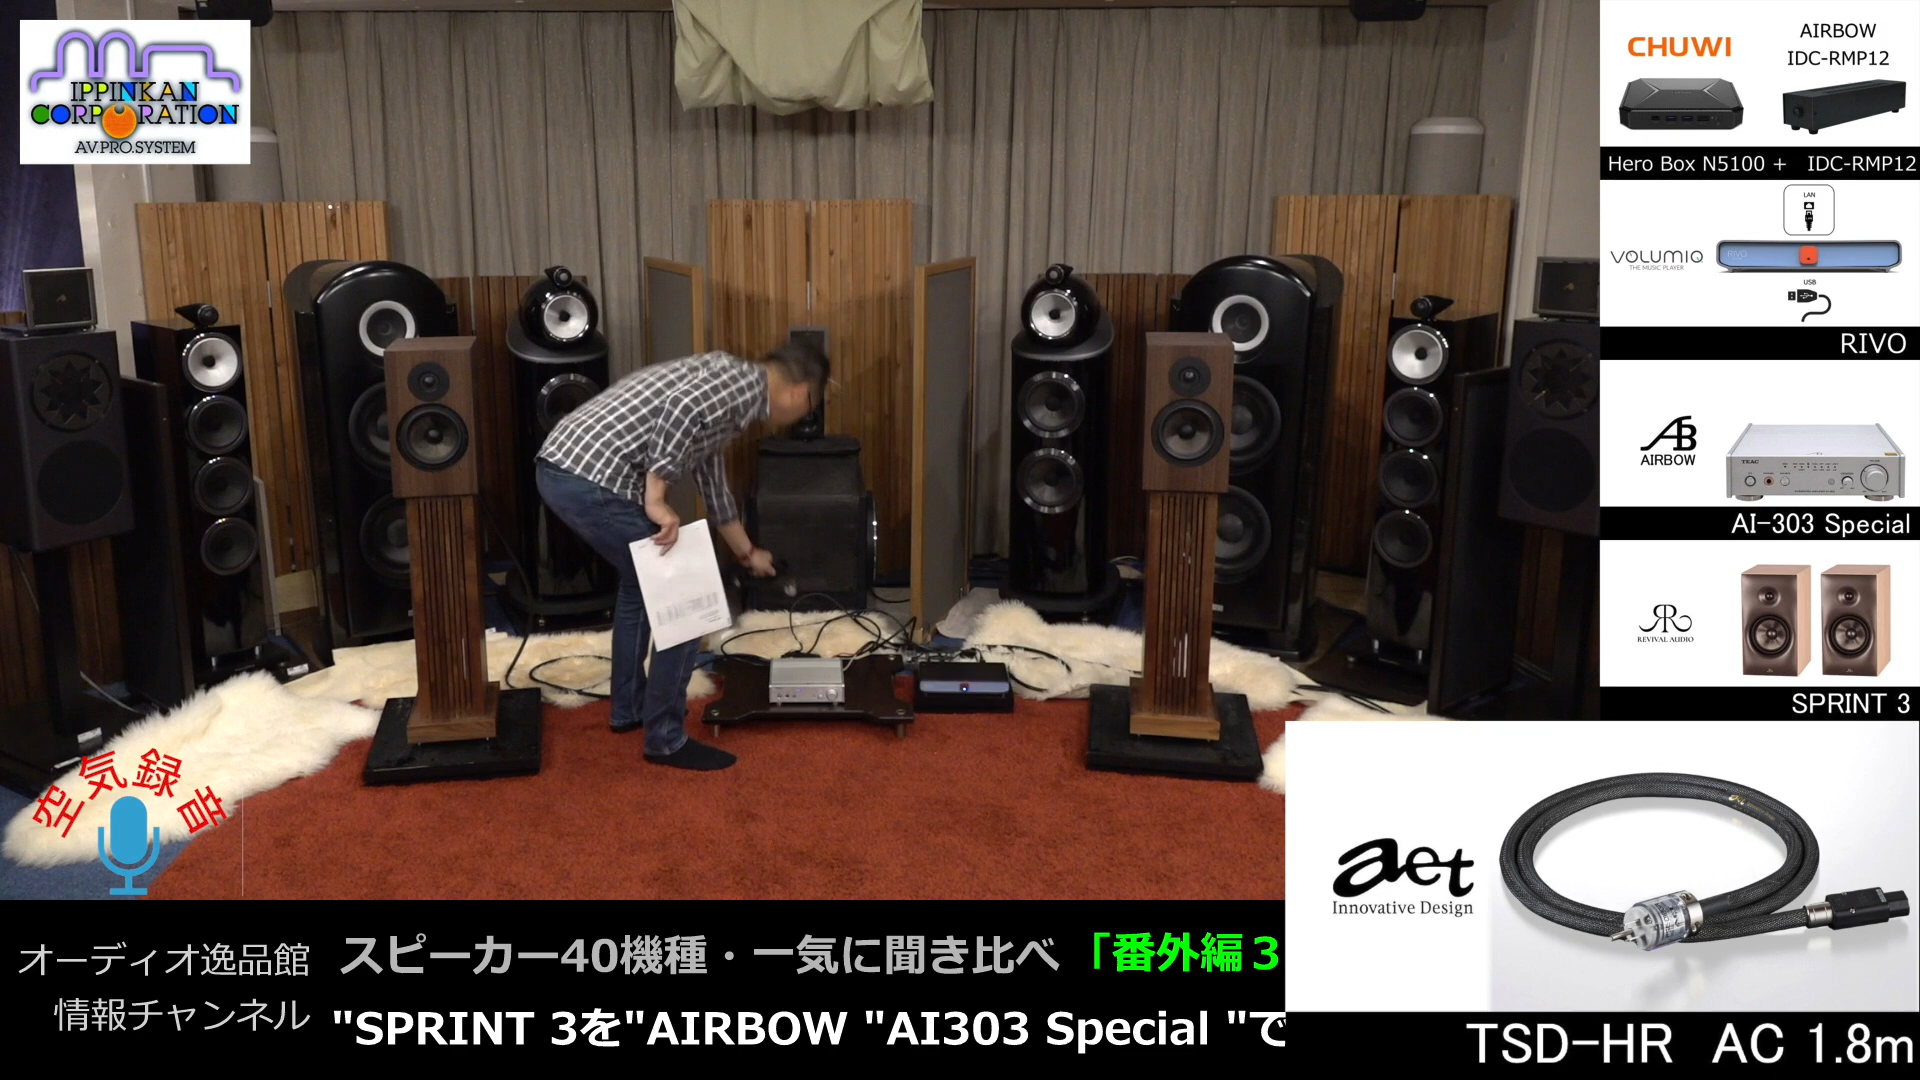 IPPINKAN
CORPORATION
AV.PRO.SYSTEM
CHUWI
AIRBOW
IDC-RMP12
Hero Box N5100 + IDC-RMP12
LAN
VOLUMIO
THE MUSIC PLAYER
RIVO
USB
RIVO
AB
AIRBOW
TEAC
AI-303 Special
REVIVAL AUDIO
SPRINT 3
空気録音
aet
Innovative Design
TSD-HR AC 1.8m
オーディオ逸品館
情報チャンネル
スピーカー40機種・一気に聞き比べ 「番外編３
"SPRINT 3を"AIRBOW "AI303 Special "で